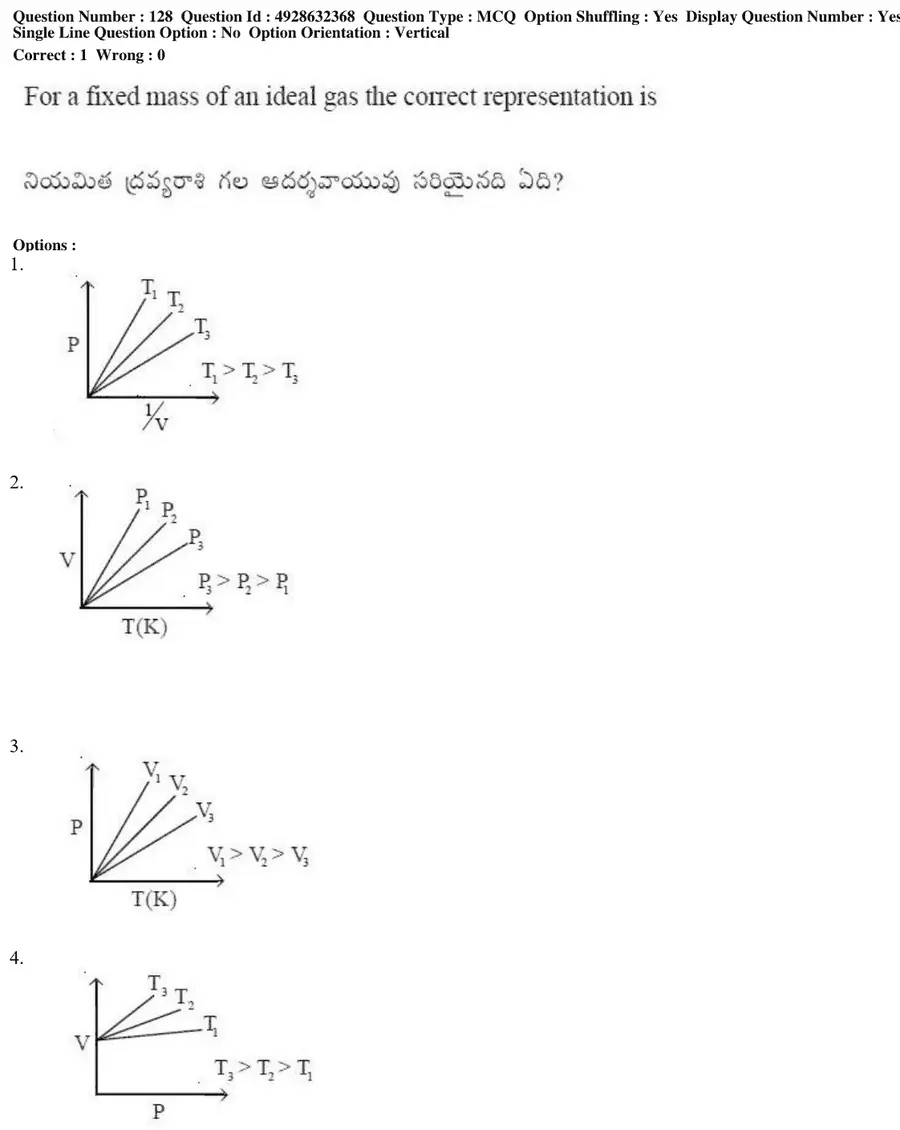 Question Number : 128 Question Id : 4928632368 Question Type : MCQ Option Shuffling : Yes Display Question Number : Yes
Single Line Question Option : No Option Orientation : Vertical
Correct : 1 Wrong : 0
For a fixed mass of an ideal gas the correct representation is
నియమిత ద్రవ్యరాశి గల ఆదర్శవాయువు సరియైనది ఏది?
Options :
1.
T₁
T₂
T₃
P
T₁ > T₂ > T₃
1/V
2.
P₁
P₂
P₃
V
P₃ > P₂ > P₁
T(K)
3.
V₁
V₂
V₃
P
V₁ > V₂ > V₃
T(K)
4.
T₃
T₂
T₁
V
T₃ > T₂ > T₁
P